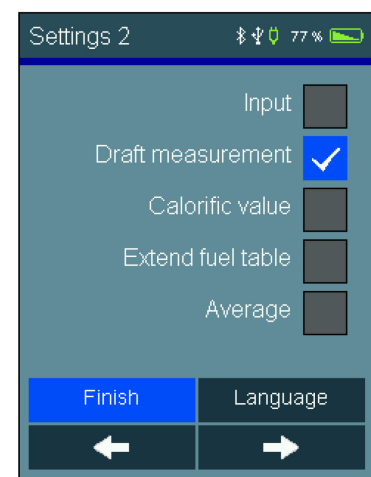 Settings 2 77 %
Input
Draft measurement
Calorific value
Extend fuel table
Average
Finish Language